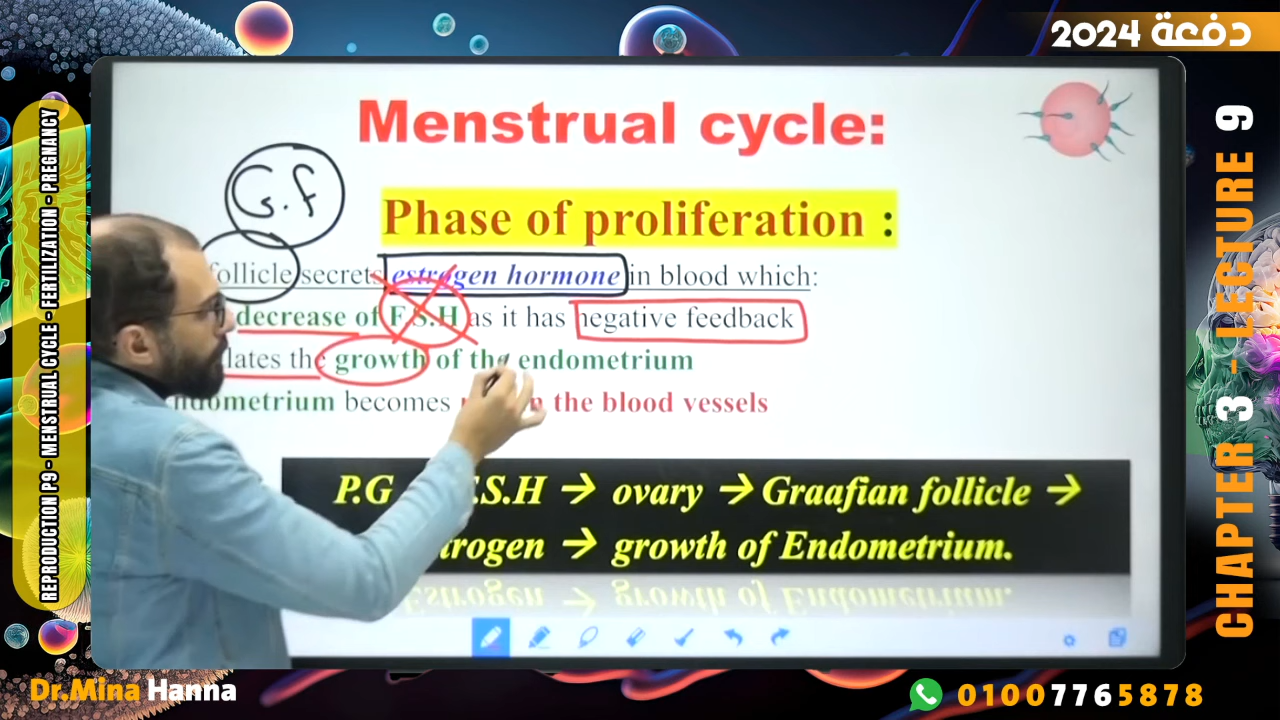 دفعة 2024
REPRODUCTION P9 - MENSTRUAL CYCLE - FERTILIZATION - PREGNANCY
Menstrual cycle:
G.f
Phase of proliferation :
follicle secrets estrogen hormone in blood which:
decrease of F.S.H as it has negative feedback
lates the growth of the endometrium
ndometrium becomes in the blood vessels
P.G .S.H → ovary → Graafian follicle →
trogen → growth of Endometrium.
CHAPTER 3 - LECTURE 9
Dr.Mina Hanna
01007765878